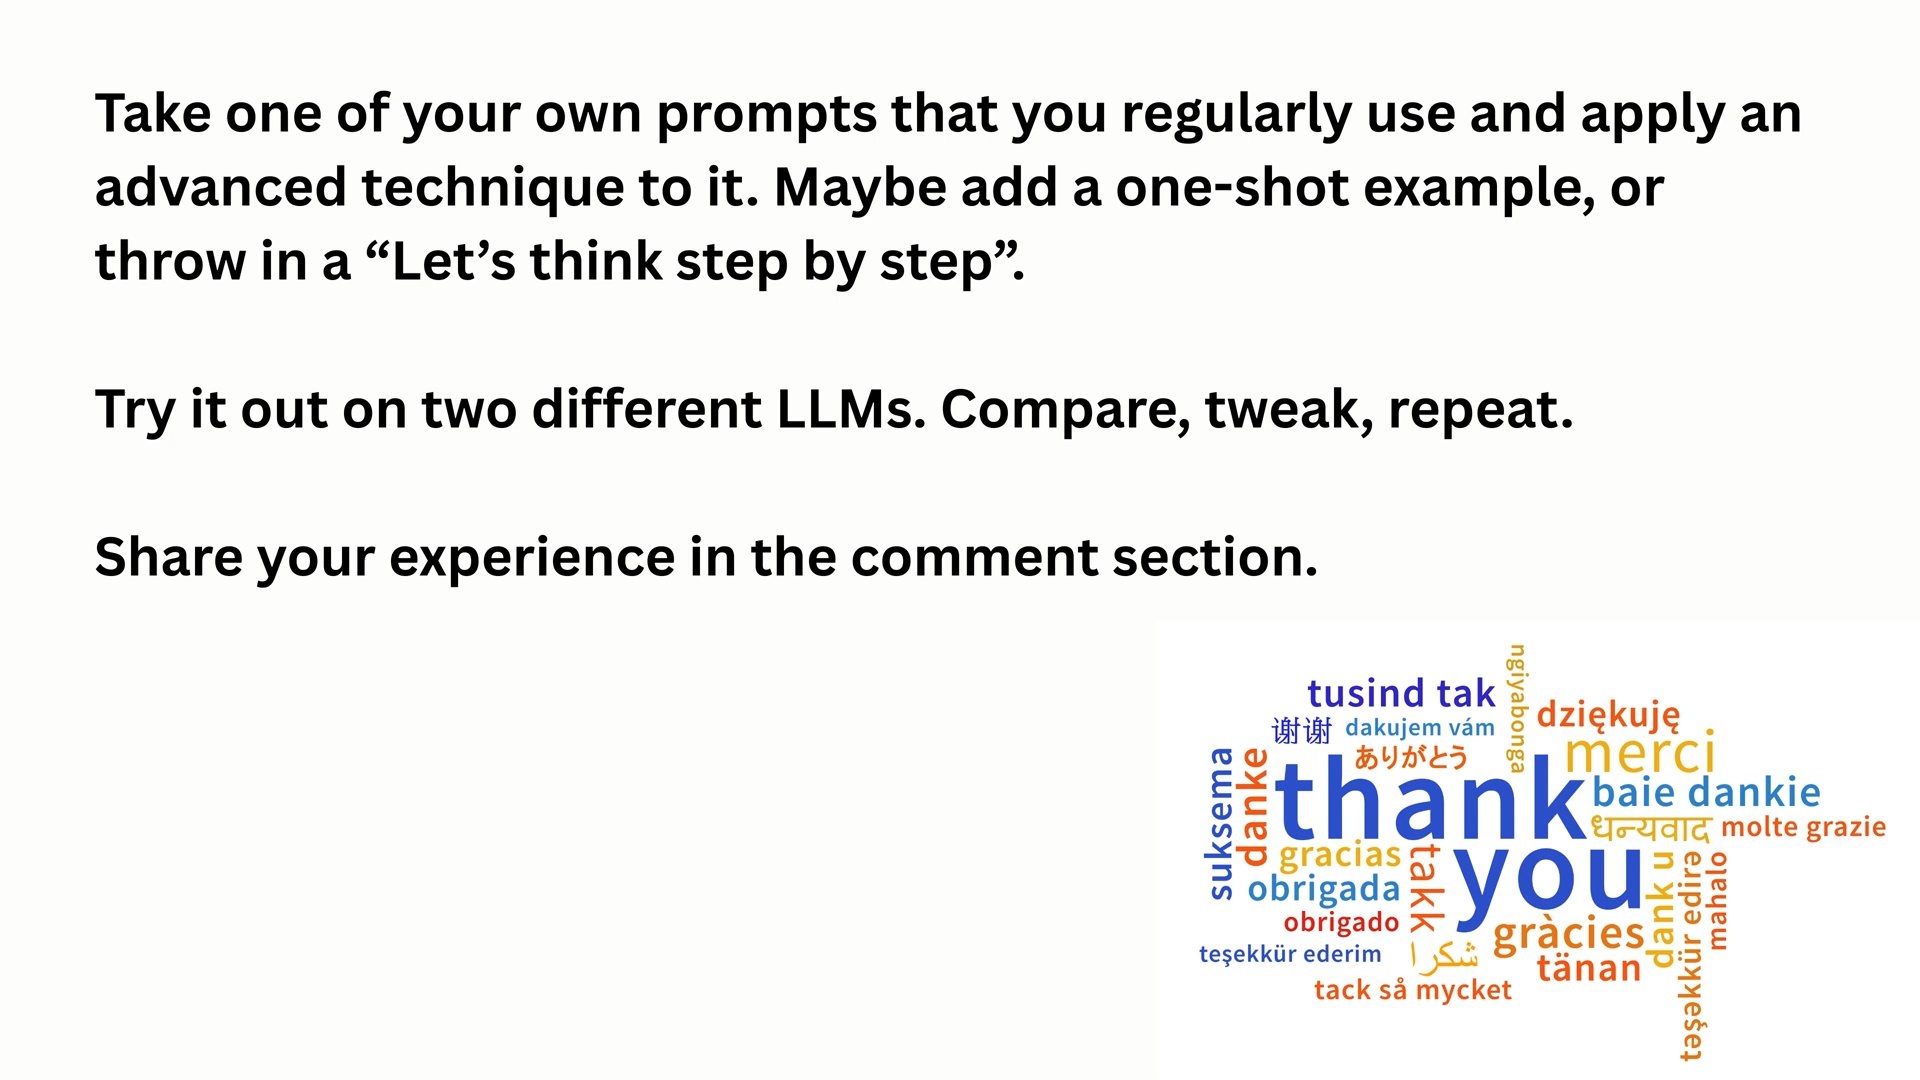 Take one of your own prompts that you regularly use and apply an
advanced technique to it. Maybe add a one-shot example, or
throw in a “Let’s think step by step”.
Try it out on two different LLMs. Compare, tweak, repeat.
Share your experience in the comment section.
ngiyabonga
tusind tak
dziękuję
谢谢
dakujem vám
merci
ありがとう
suksema
danke
thank
baie dankie
धन्यवाद
molte grazie
gracias
takk
you
dank u
teşəkkür edirə
mahalo
obrigada
obrigado
gràcies
teşekkür ederim
شكرا
tänan
tack så mycket